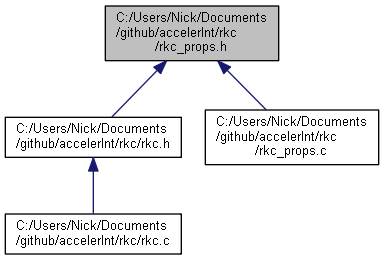 C:/Users/Nick/Documents
/github/accelerInt/rkc
/rkc_props.h
C:/Users/Nick/Documents
/github/accelerInt/rkc/rkc.h
C:/Users/Nick/Documents
/github/accelerInt/rkc
/rkc_props.c
C:/Users/Nick/Documents
/github/accelerInt/rkc/rkc.c